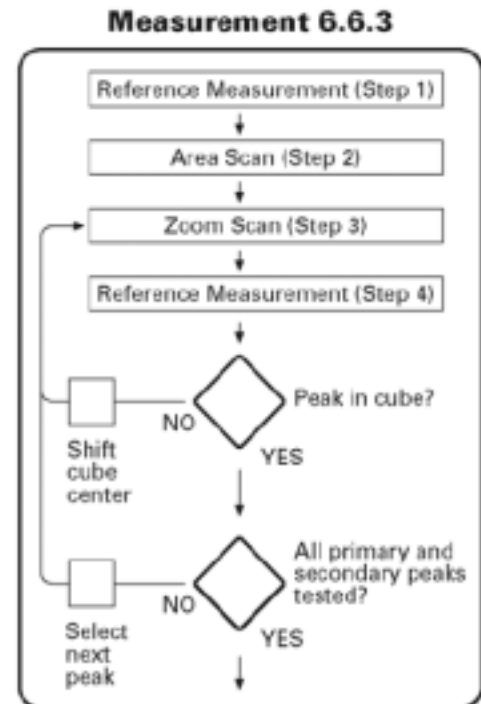 Measurement 6.6.3
Reference Measurement (Step 1)
Area Scan (Step 2)
Zoom Scan (Step 3)
Reference Measurement (Step 4)
Peak in cube?
NO
YES
Shift
cube
center
All primary and
secondary peaks
tested?
NO
YES
Select
next
peak